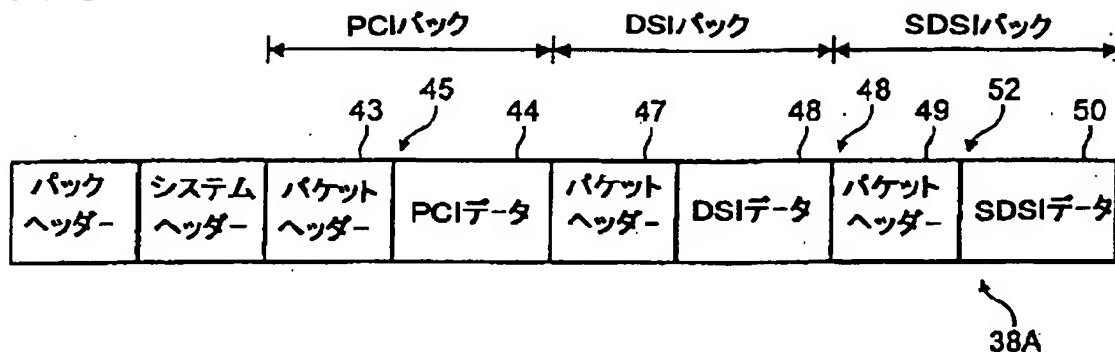 PCIパック DSIパック SDSIパック
43 45 44 47 48 48 49 52 50
パック システム パケット パケット パケット
ヘッダー ヘッダー ヘッダー PCIデータ ヘッダー DSIデータ ヘッダー SDSIデータ
38A